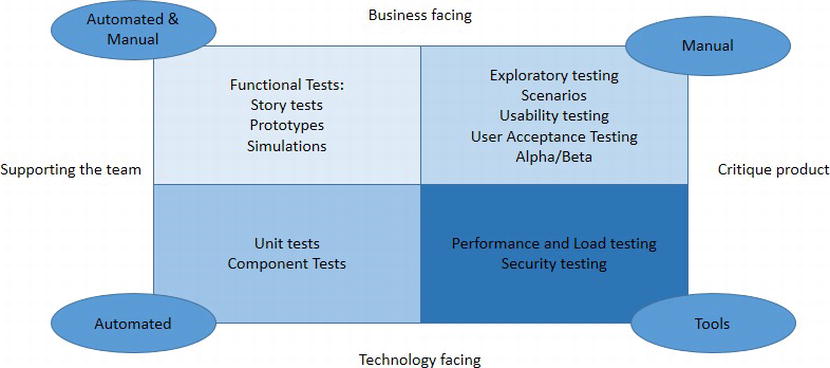 Business facing
Automated &
Manual
Manual
Functional Tests:
Story tests
Prototypes
Simulations
Exploratory testing
Scenarios
Usability testing
User Acceptance Testing
Alpha/Beta
Supporting the team
Critique product
Unit tests
Component Tests
Performance and Load testing
Security testing
Automated
Tools
Technology facing